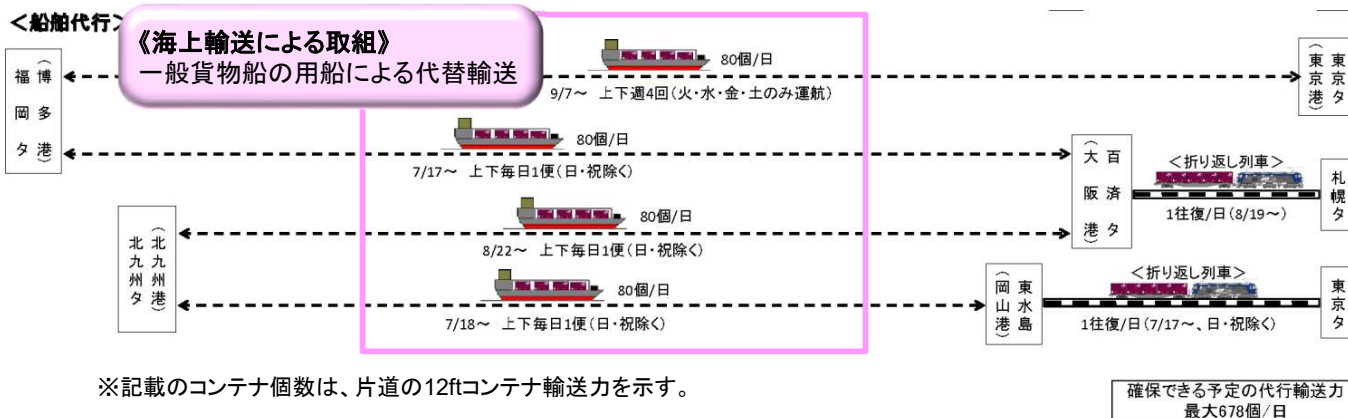 <船舶代行>
《海上輸送による取組》
一般貨物船の用船による代替輸送
福岡タ
(博多港)
80個/日
9/7～ 上下週4回(火・水・金・土のみ運航)
東京タ
(東京港)
80個/日
7/17～ 上下毎日1便(日・祝除く)
百済タ
(大阪港)
<折り返し列車>
1往復/日(8/19～)
札幌タ
北九州タ
(北九州港)
80個/日
8/22～ 上下毎日1便(日・祝除く)
80個/日
7/18～ 上下毎日1便(日・祝除く)
東水島
(岡山港)
<折り返し列車>
1往復/日(7/17～、日・祝除く)
東京タ
※記載のコンテナ個数は、片道の12ftコンテナ輸送力を示す。
確保できる予定の代行輸送力
最大678個/日